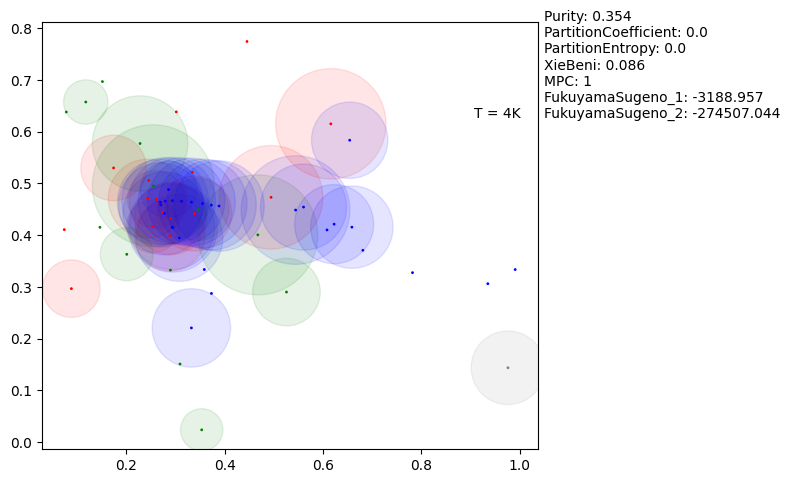 Purity: 0.354
PartitionCoefficient: 0.0
PartitionEntropy: 0.0
XieBeni: 0.086
MPC: 1
FukuyamaSugeno_1: -3188.957
FukuyamaSugeno_2: -274507.044
T = 4K
0.8
0.7
0.6
0.5
0.4
0.3
0.2
0.1
0.0
0.2 0.4 0.6 0.8 1.0